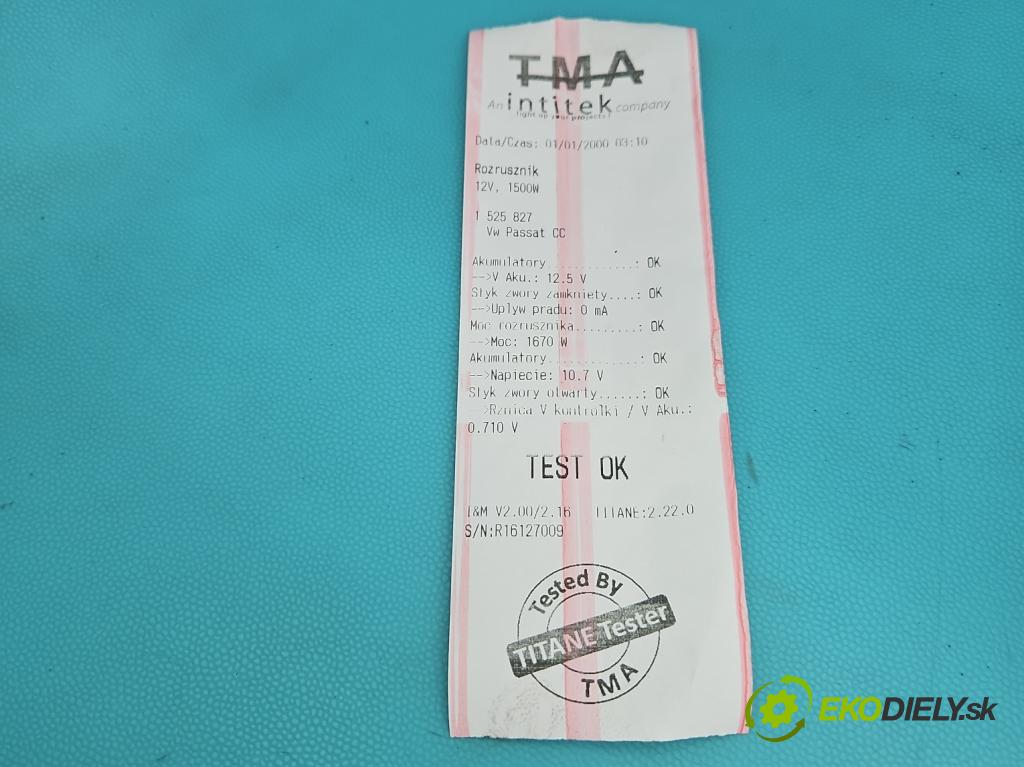 TMA
An intitek company
light up your projects !
Data/Czas: 01/01/2000 03:10
Rozrusznik
12V, 1500W
1 525 827
Vw Passat CC
Akumulatory............: OK
-->V Aku.: 12.5 V
Styk zwory zamkniety....: OK
-->Uplyw pradu: 0 mA
Moc rozrusznika.........: OK
-->Moc: 1670 W
Akumulatory.............: OK
-->Napiecie: 10.7 V
Styk zwory otwarty......: OK
-->Rznica V kontrolki / V Aku.:
0.710 V
TEST OK
I&M V2.00/2.16 TITANE:2.22.0
S/N:R16127009
Tested By
TITANE Tester
TMA
EKODIELY.sk